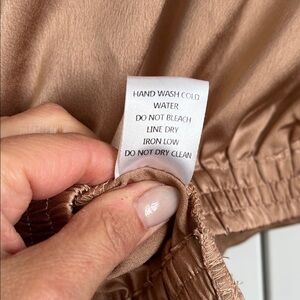 HAND WASH COLD
WATER
DO NOT BLEACH
LINE DRY
IRON LOW
DO NOT DRY CLEAN